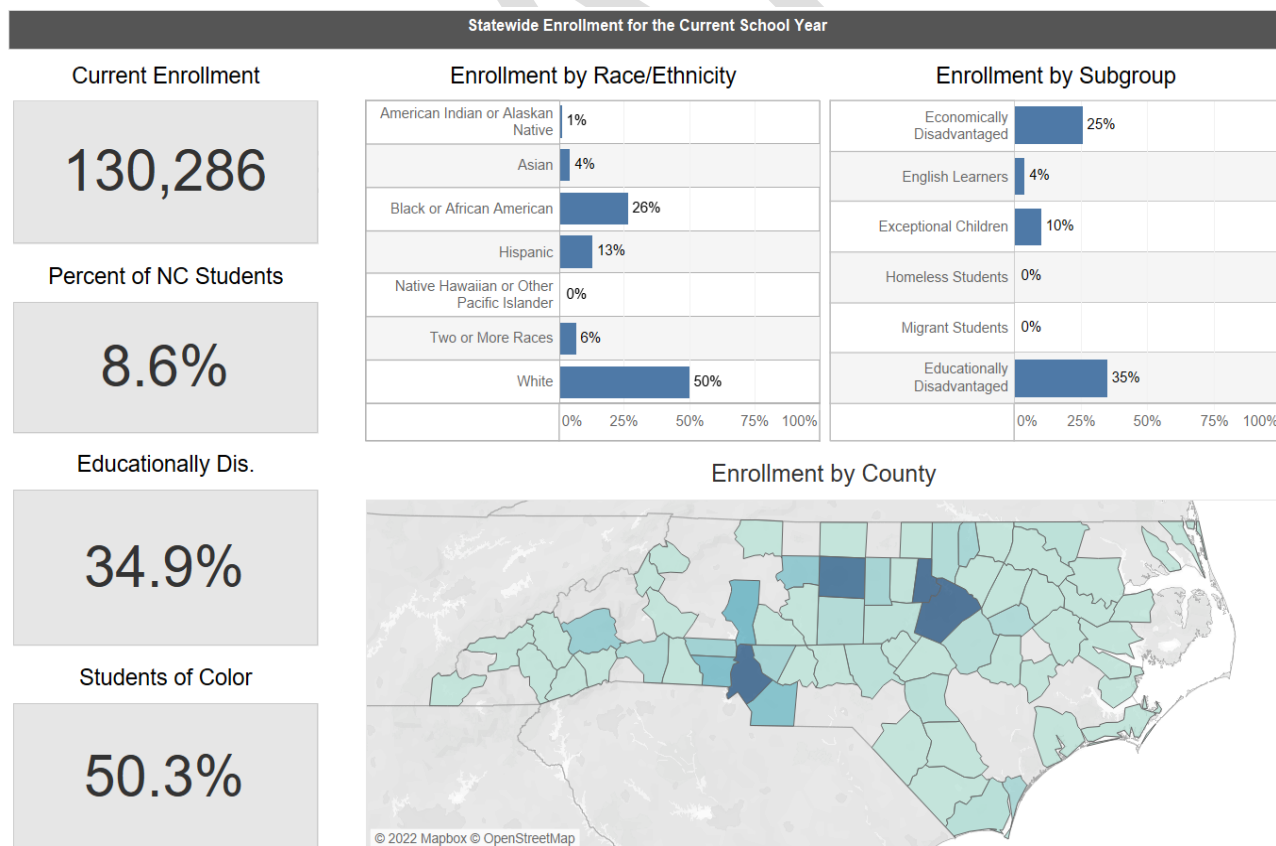 Statewide Enrollment for the Current School Year
Current Enrollment
130,286
Percent of NC Students
8.6%
Educationally Dis.
34.9%
Students of Color
50.3%
Enrollment by Race/Ethnicity
American Indian or Alaskan
Native
1%
Asian
4%
Black or African American
26%
Hispanic
13%
Native Hawaiian or Other
Pacific Islander
0%
Two or More Races
6%
White
50%
0% 25% 50% 75% 100%
Enrollment by Subgroup
Economically
Disadvantaged
25%
English Learners
4%
Exceptional Children
10%
Homeless Students
0%
Migrant Students
0%
Educationally
Disadvantaged
35%
0% 25% 50% 75% 100%
Enrollment by County
© 2022 Mapbox © OpenStreetMap